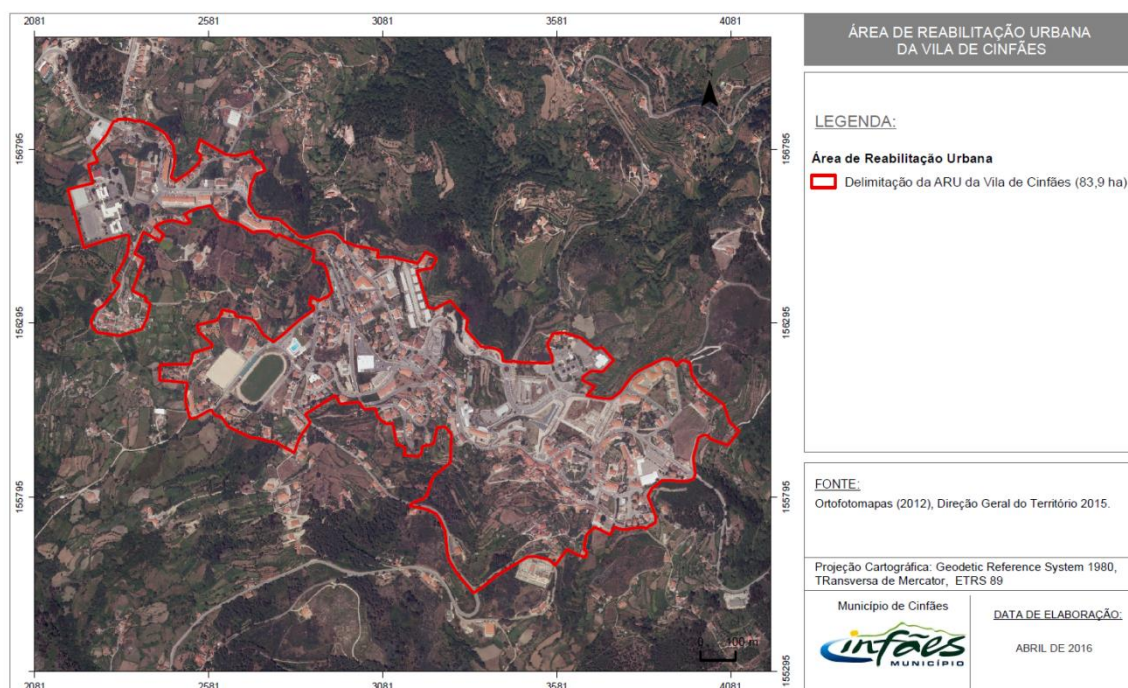 2081 2581 3081 3581 4081
156795 156795
156295 156295
155795 155795
155295 155295
0 100 m
2081 2581 3081 3581 4081
ÁREA DE REABILITAÇÃO URBANA
DA VILA DE CINFÃES
LEGENDA:
Área de Reabilitação Urbana
Delimitação da ARU da Vila de Cinfães (83,9 ha)
FONTE:
Ortofotomapas (2012), Direção Geral do Território 2015.
Projeção Cartográfica: Geodetic Reference System 1980,
TRansversa de Mercator, ETRS 89
Município de Cinfães
Cinfães
MUNICÍPIO
DATA DE ELABORAÇÃO:
ABRIL DE 2016